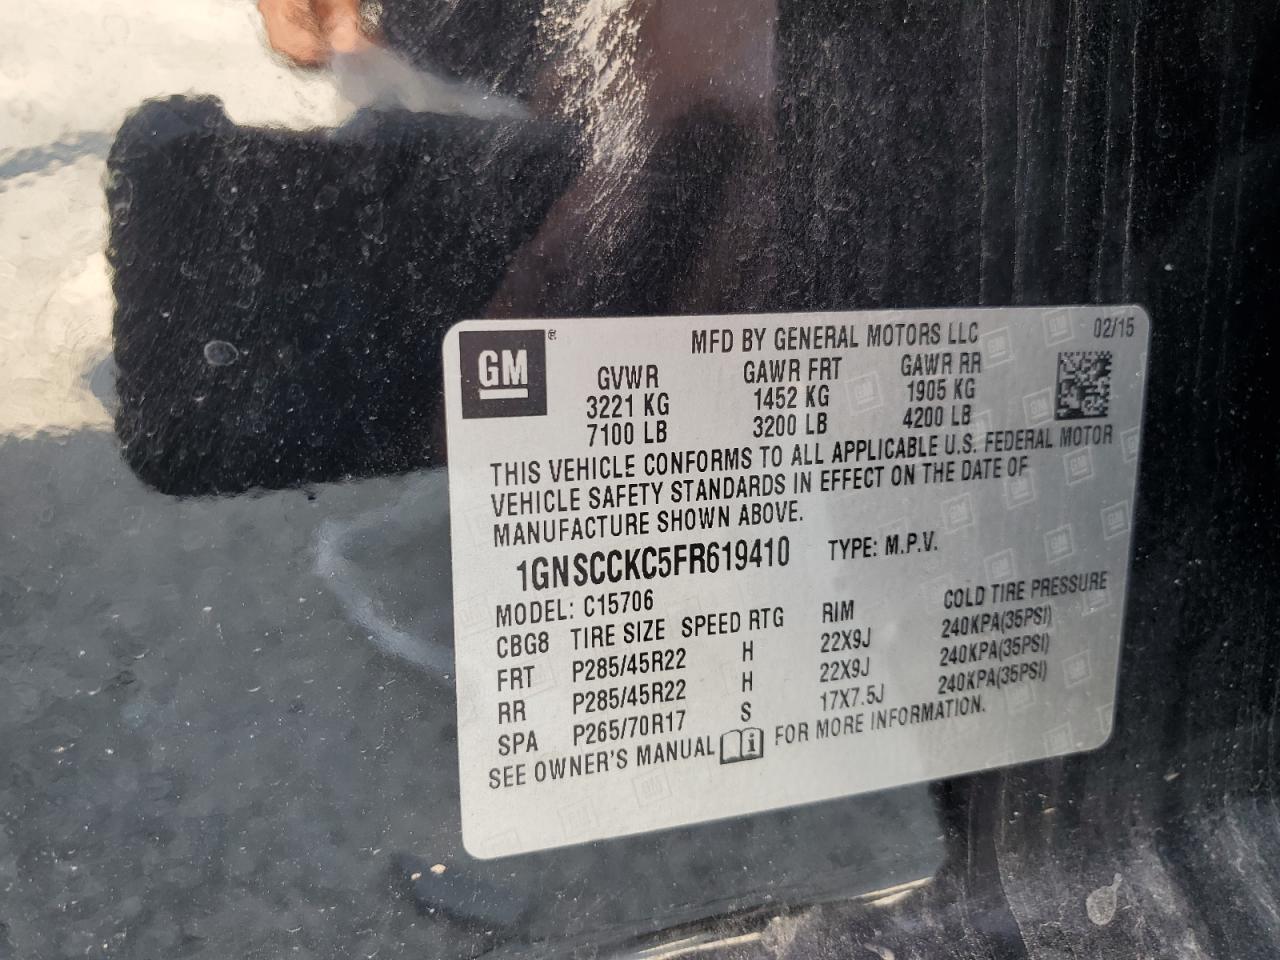 GM ® MFD BY GENERAL MOTORS LLC 02/15
GVWR GAWR FRT GAWR RR
3221 KG 1452 KG 1905 KG
7100 LB 3200 LB 4200 LB
THIS VEHICLE CONFORMS TO ALL APPLICABLE U.S. FEDERAL MOTOR
VEHICLE SAFETY STANDARDS IN EFFECT ON THE DATE OF
MANUFACTURE SHOWN ABOVE.
1GNSCCKC5FR619410 TYPE: M.P.V.
MODEL: C15706
CBG8 TIRE SIZE SPEED RTG RIM COLD TIRE PRESSURE
FRT P285/45R22 H 22X9J 240KPA(35PSI)
RR P285/45R22 H 22X9J 240KPA(35PSI)
SPA P265/70R17 S 17X7.5J 240KPA(35PSI)
SEE OWNER'S MANUAL i FOR MORE INFORMATION.